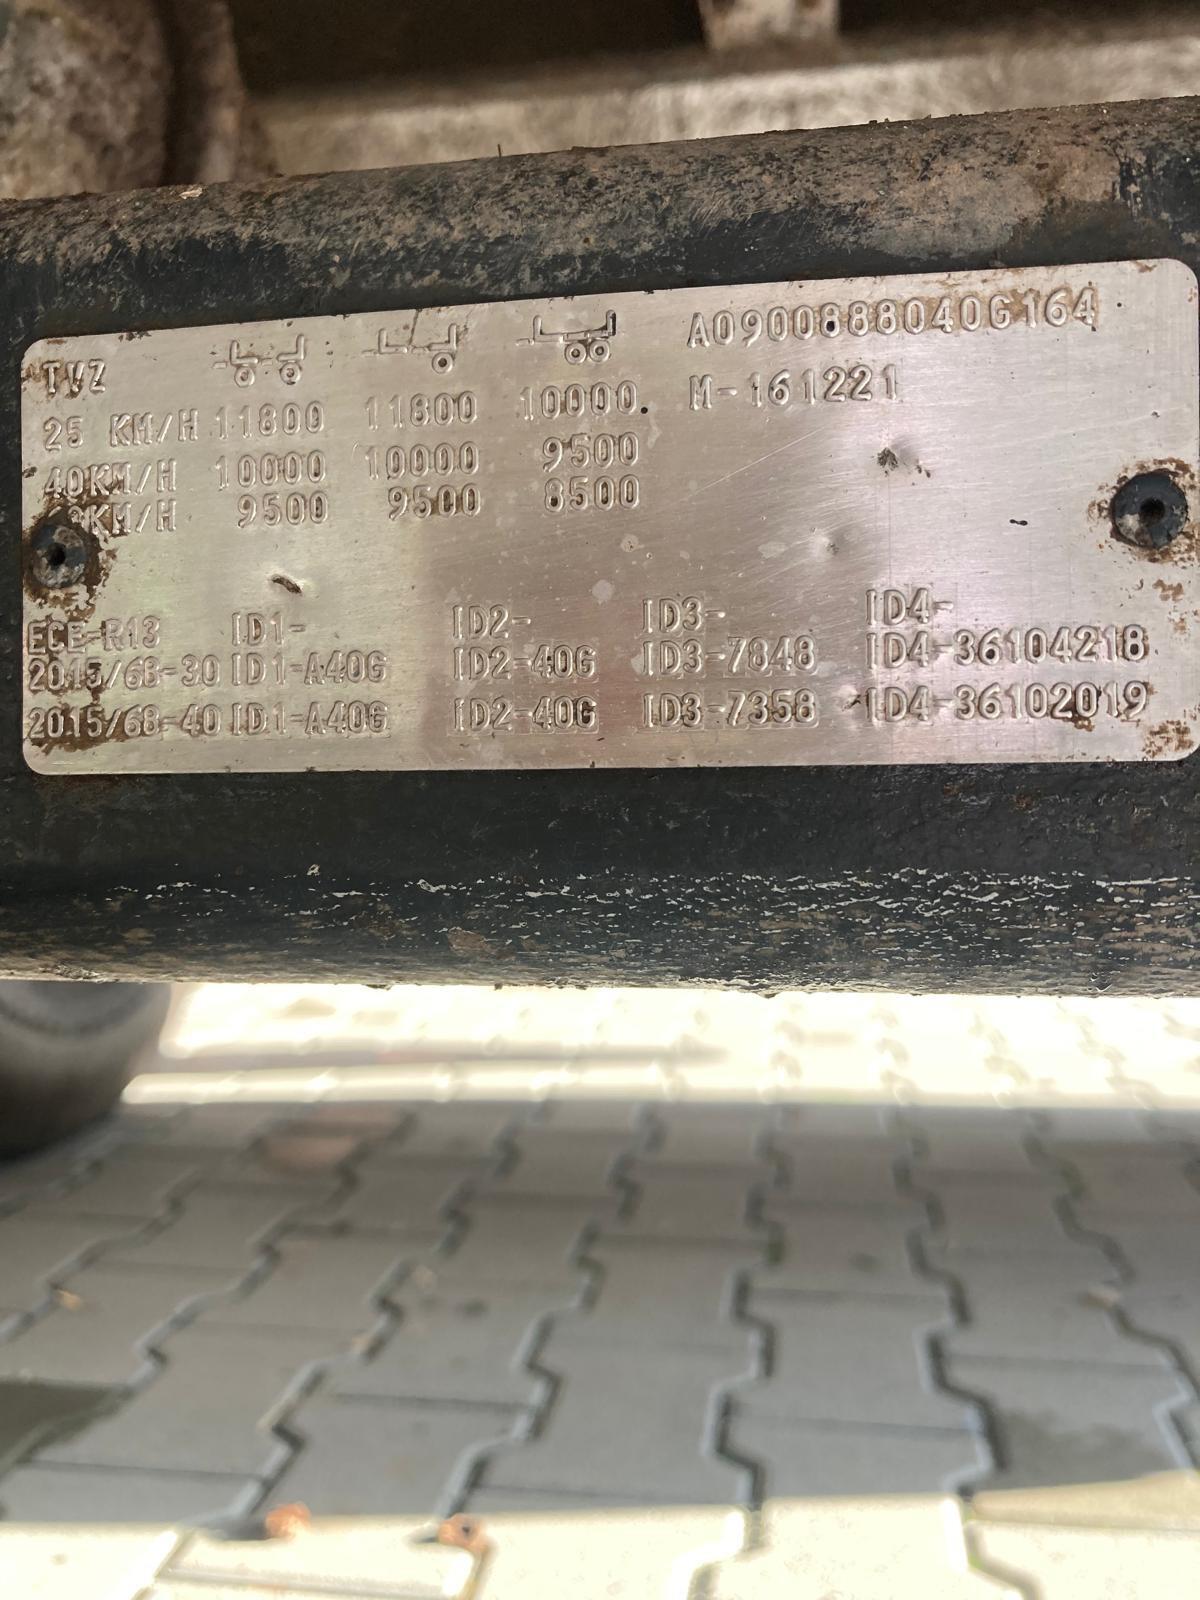 TVZ
A0900888040G164
25 KM/H 11800 11800 10000
M-161221
40KM/H 10000 10000 9500
KM/H 9500 9500 8500
ECE-R13 ID1- ID2- ID3- ID4-
2015/68-30 ID1-A40G ID2-40G ID3-7848 ID4-36104218
2015/68-40 ID1-A40G ID2-40G ID3-7358 ID4-36102019